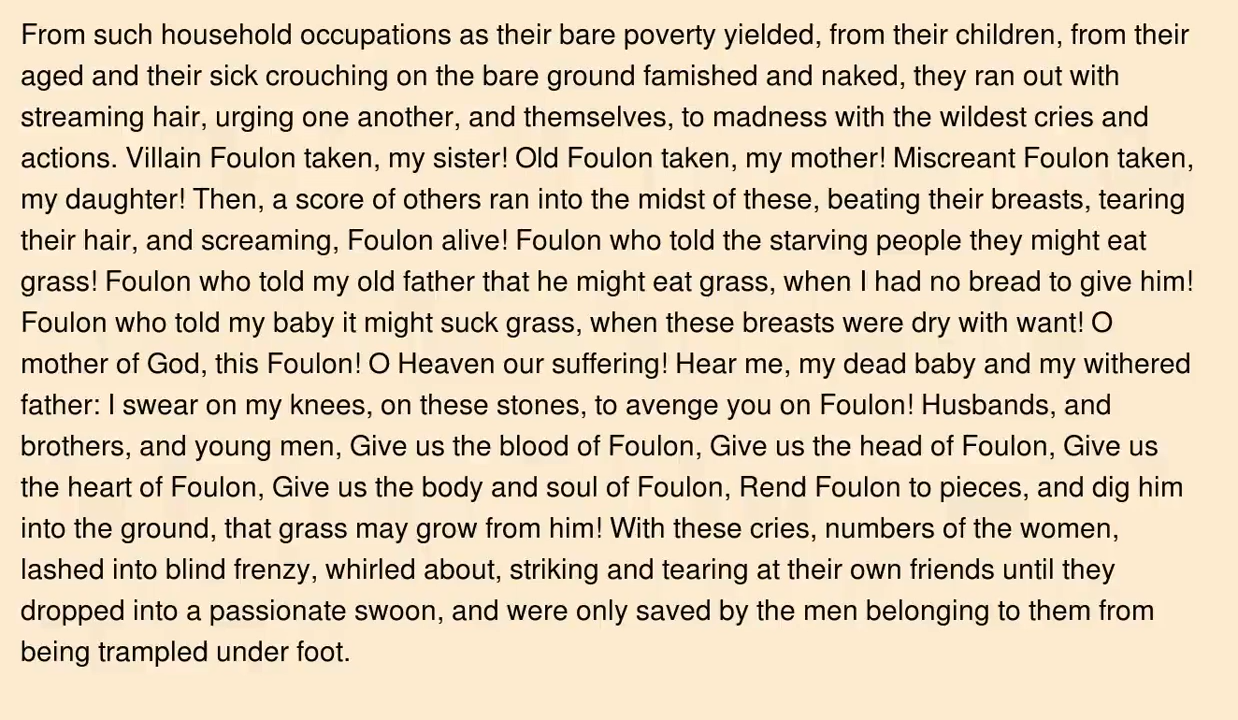 From such household occupations as their bare poverty yielded, from their children, from their
aged and their sick crouching on the bare ground famished and naked, they ran out with
streaming hair, urging one another, and themselves, to madness with the wildest cries and
actions. Villain Foulon taken, my sister! Old Foulon taken, my mother! Miscreant Foulon taken,
my daughter! Then, a score of others ran into the midst of these, beating their breasts, tearing
their hair, and screaming, Foulon alive! Foulon who told the starving people they might eat
grass! Foulon who told my old father that he might eat grass, when I had no bread to give him!
Foulon who told my baby it might suck grass, when these breasts were dry with want! O
mother of God, this Foulon! O Heaven our suffering! Hear me, my dead baby and my withered
father: I swear on my knees, on these stones, to avenge you on Foulon! Husbands, and
brothers, and young men, Give us the blood of Foulon, Give us the head of Foulon, Give us
the heart of Foulon, Give us the body and soul of Foulon, Rend Foulon to pieces, and dig him
into the ground, that grass may grow from him! With these cries, numbers of the women,
lashed into blind frenzy, whirled about, striking and tearing at their own friends until they
dropped into a passionate swoon, and were only saved by the men belonging to them from
being trampled under foot.